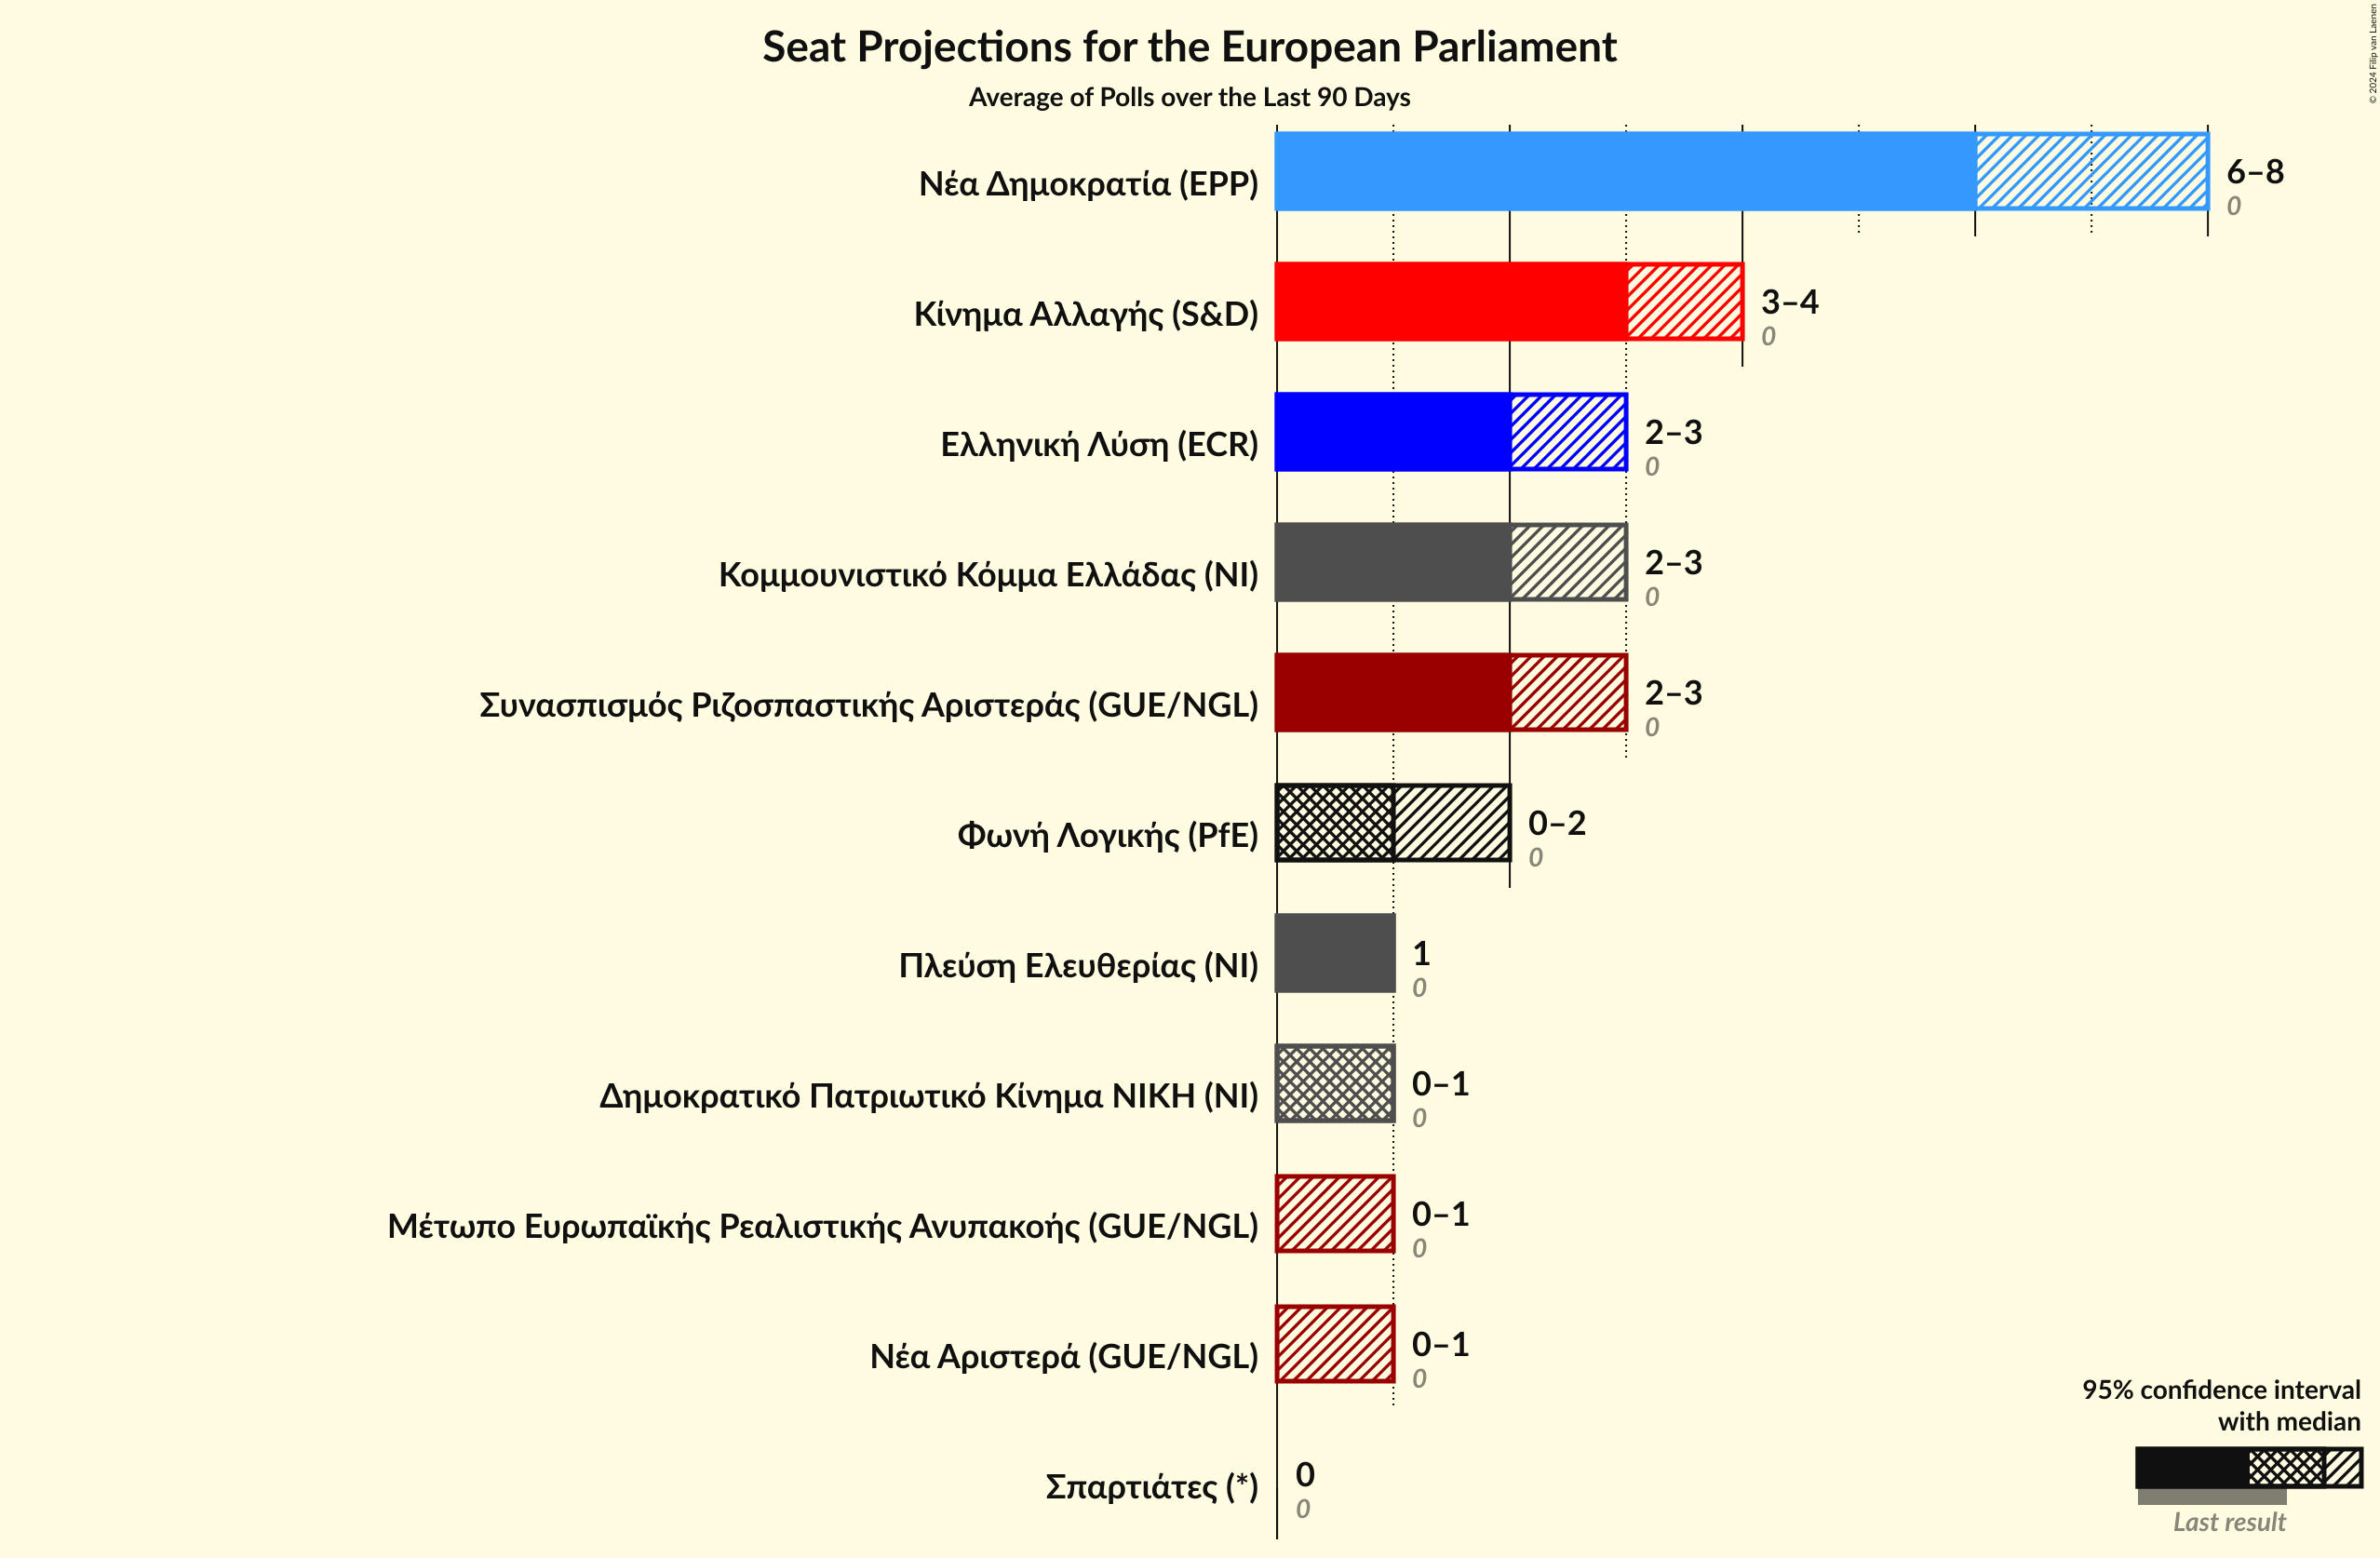 Seat Projections for the European Parliament
Average of Polls over the Last 90 Days
© 2024 Filip van Laenen
Νέα Δημοκρατία (EPP)
6–8
0
Κίνημα Αλλαγής (S&D)
3–4
0
Ελληνική Λύση (ECR)
2–3
0
Κομμουνιστικό Κόμμα Ελλάδας (NI)
2–3
0
Συνασπισμός Ριζοσπαστικής Αριστεράς (GUE/NGL)
2–3
0
Φωνή Λογικής (PfE)
0–2
0
Πλεύση Ελευθερίας (NI)
1
0
Δημοκρατικό Πατριωτικό Κίνημα ΝΙΚΗ (NI)
0–1
0
Μέτωπο Ευρωπαϊκής Ρεαλιστικής Ανυπακοής (GUE/NGL)
0–1
0
Νέα Αριστερά (GUE/NGL)
0–1
0
Σπαρτιάτες (*)
0
0
95% confidence interval
with median
Last result